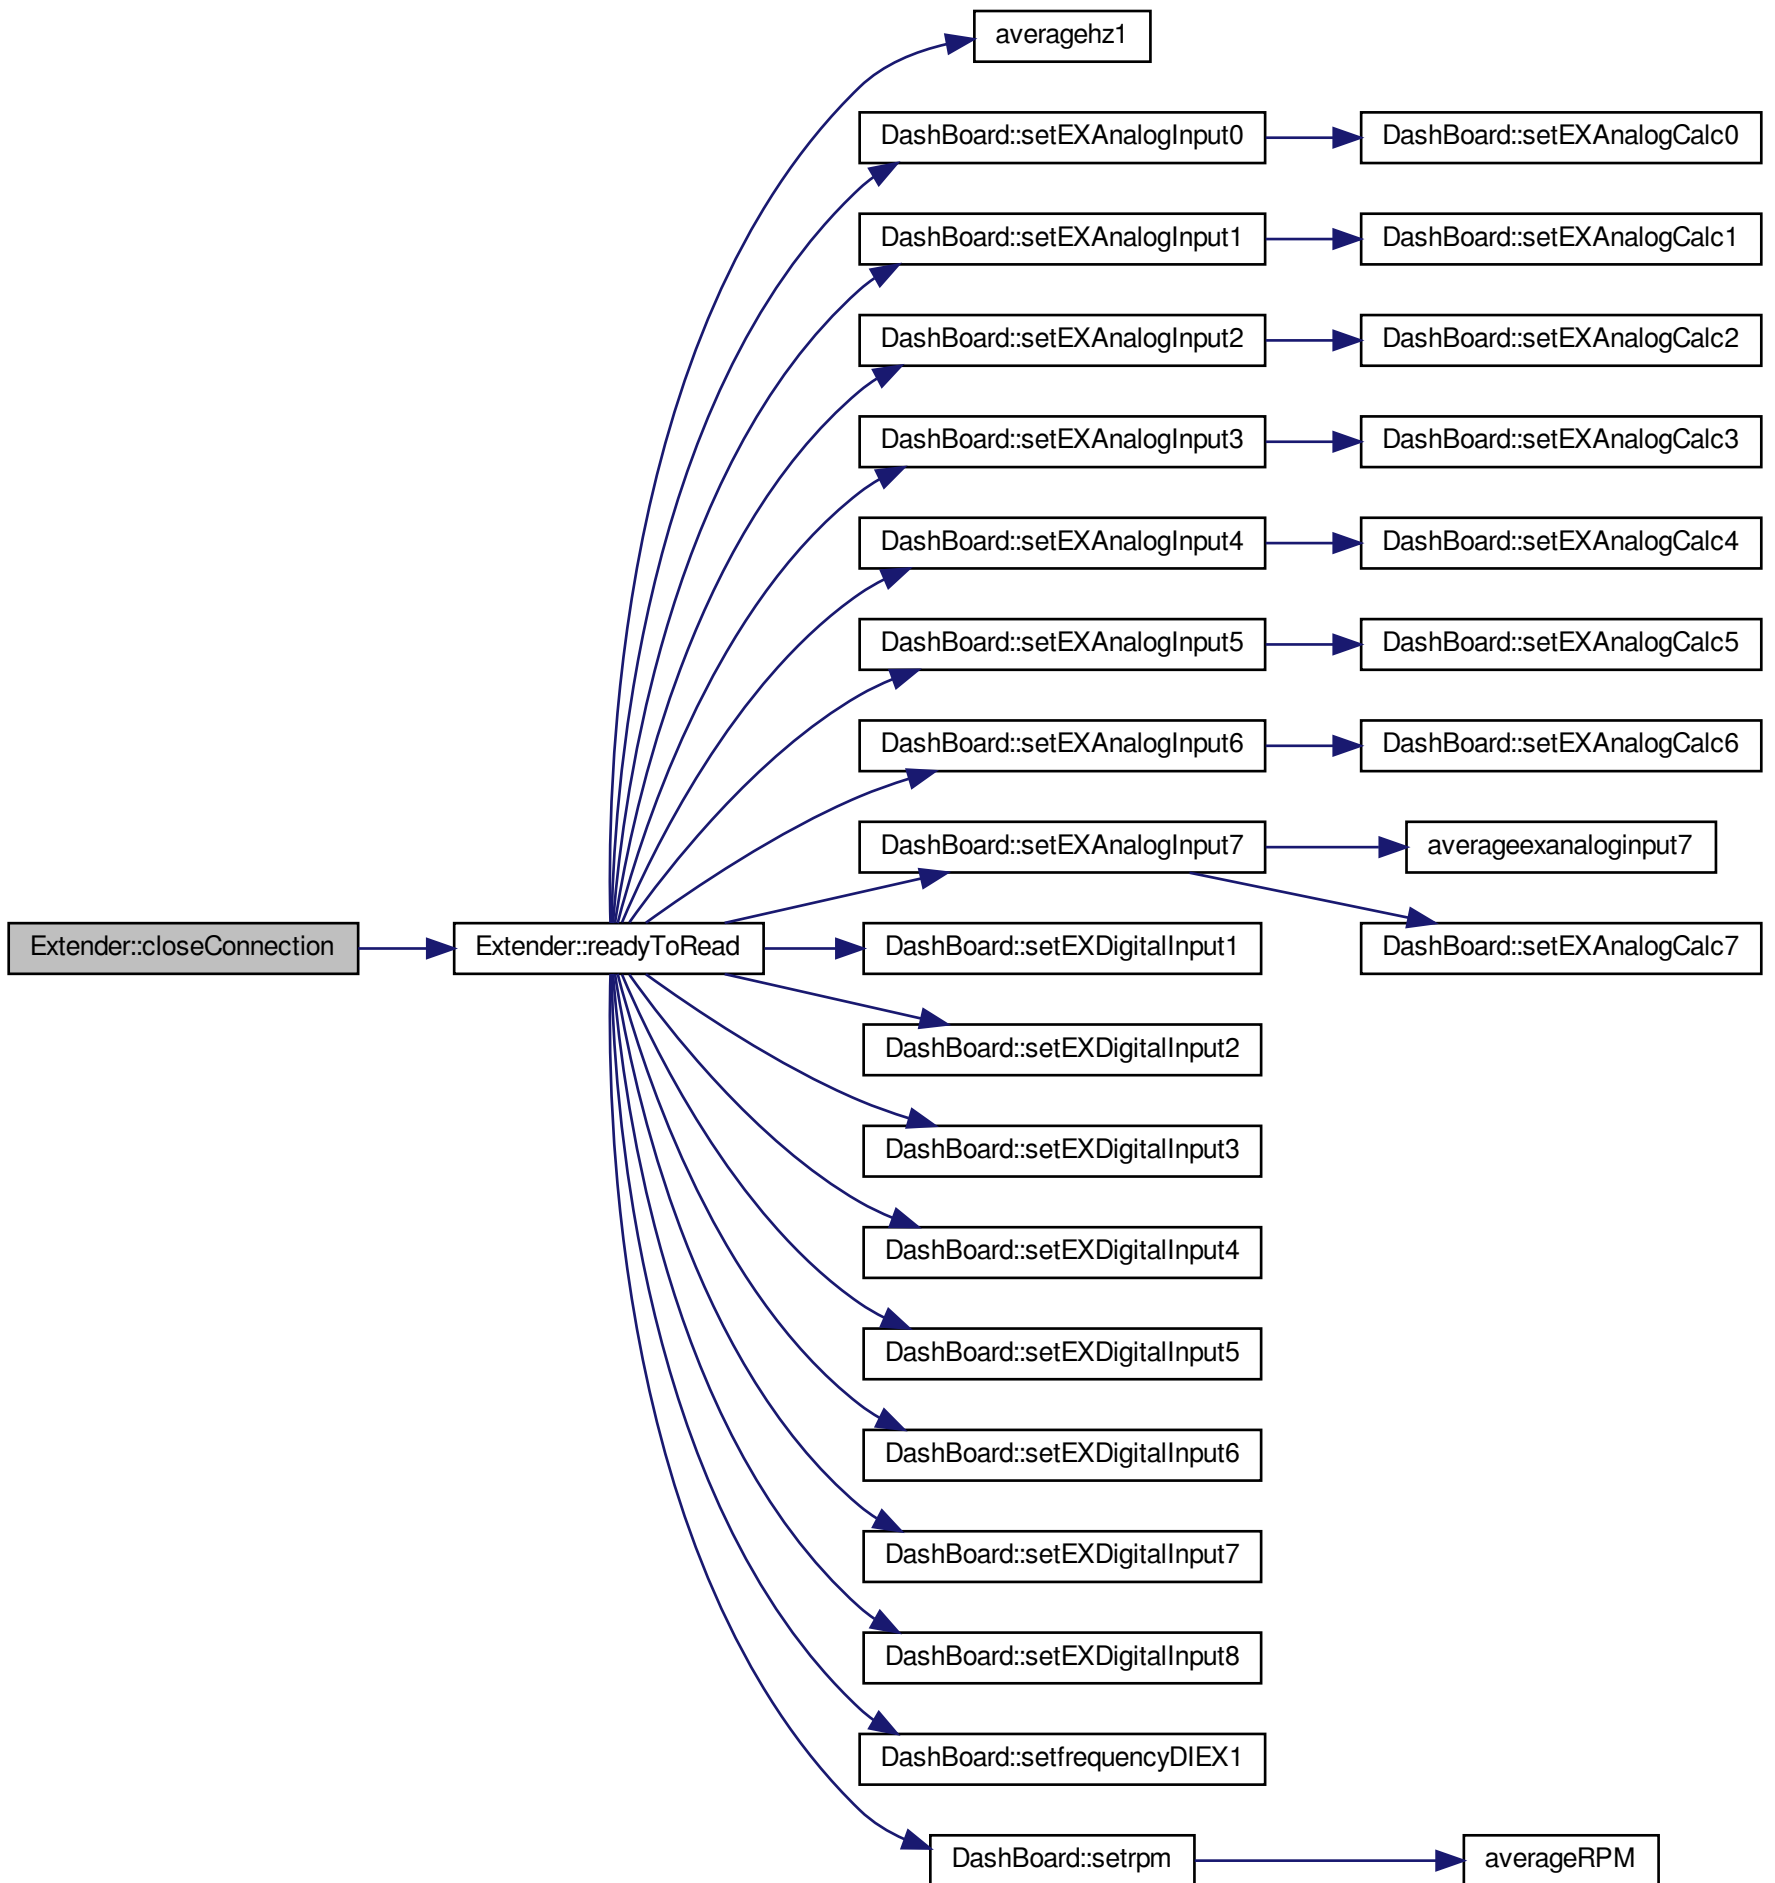 averagehz1
DashBoard::setEXAnalogInput0
DashBoard::setEXAnalogCalc0
DashBoard::setEXAnalogInput1
DashBoard::setEXAnalogCalc1
DashBoard::setEXAnalogInput2
DashBoard::setEXAnalogCalc2
DashBoard::setEXAnalogInput3
DashBoard::setEXAnalogCalc3
DashBoard::setEXAnalogInput4
DashBoard::setEXAnalogCalc4
DashBoard::setEXAnalogInput5
DashBoard::setEXAnalogCalc5
DashBoard::setEXAnalogInput6
DashBoard::setEXAnalogCalc6
DashBoard::setEXAnalogInput7
averageexanaloginput7
Extender::closeConnection
Extender::readyToRead
DashBoard::setEXDigitalInput1
DashBoard::setEXAnalogCalc7
DashBoard::setEXDigitalInput2
DashBoard::setEXDigitalInput3
DashBoard::setEXDigitalInput4
DashBoard::setEXDigitalInput5
DashBoard::setEXDigitalInput6
DashBoard::setEXDigitalInput7
DashBoard::setEXDigitalInput8
DashBoard::setfrequencyDIEX1
DashBoard::setrpm
averageRPM